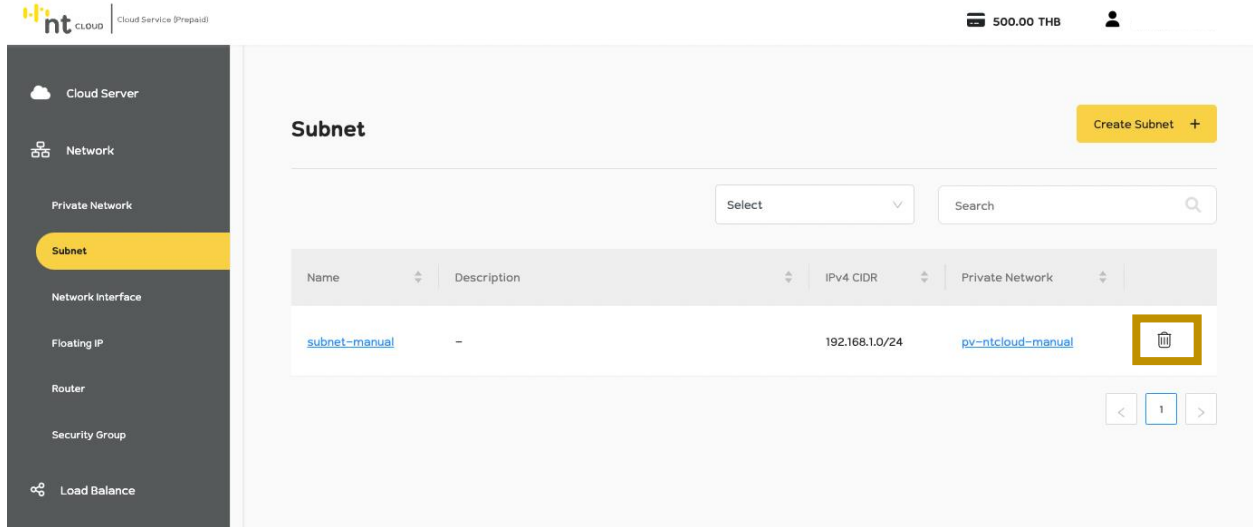 nt CLOUD Cloud Service (Prepaid) 500.00 THB
Cloud Server
Network
Private Network
Subnet
Network Interface
Floating IP
Router
Security Group
Load Balance
Subnet Create Subnet +
Select Search
Name Description IPv4 CIDR Private Network
subnet-manual - 192.168.1.0/24 pv-ntcloud-manual
< 1 >